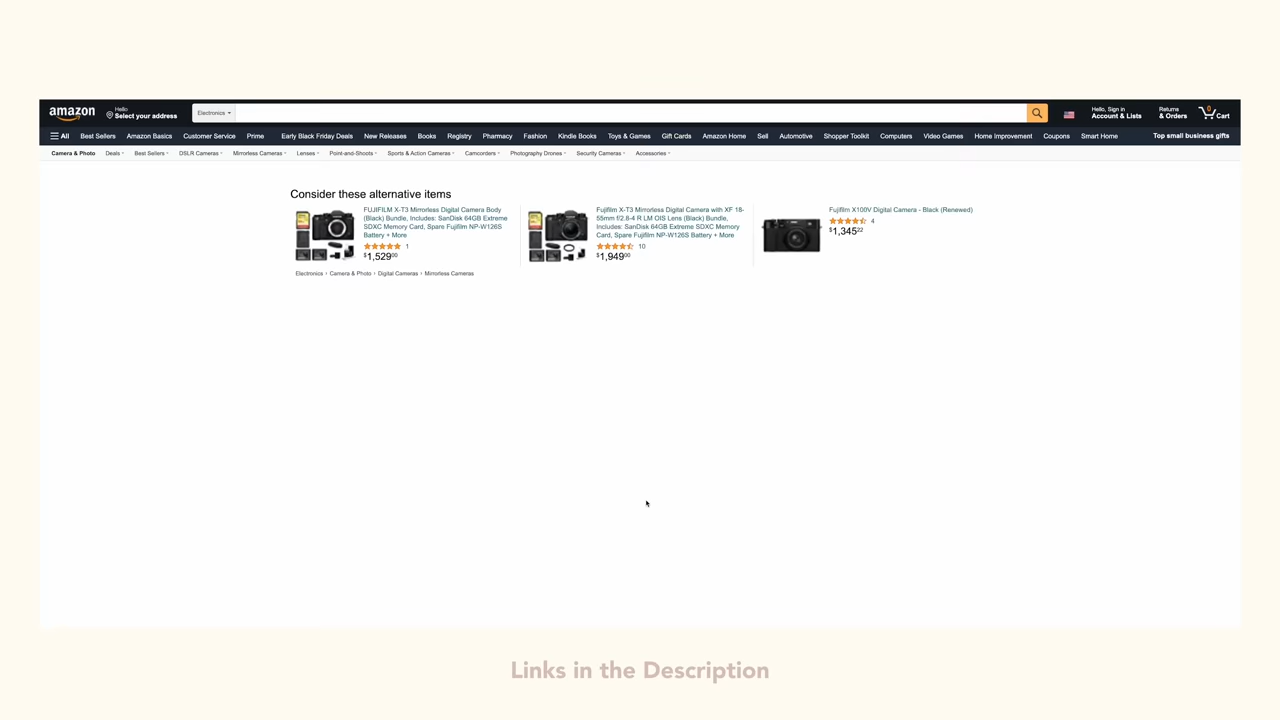 amazon
Hello
Select your address
Electronics
Hello, Sign in
Account & Lists
Returns
& Orders
0
Cart
All Best Sellers Amazon Basics Customer Service Prime Early Black Friday Deals New Releases Books Registry Pharmacy Fashion Kindle Books Toys & Games Gift Cards Amazon Home Sell Automotive Shopper Toolkit Computers Video Games Home Improvement Coupons Smart Home Top small business gifts
Camera & Photo Deals Best Sellers DSLR Cameras Mirrorless Cameras Lenses Point-and-Shoots Sports & Action Cameras Camcorders Photography Drones Security Cameras Accessories
Consider these alternative items
FUJIFILM X-T3 Mirrorless Digital Camera Body
(Black) Bundle, Includes: SanDisk 64GB Extreme
SDXC Memory Card, Spare Fujifilm NP-W126S
Battery + More
1
$1,52900
Fujifilm X-T3 Mirrorless Digital Camera with XF 18-
55mm f/2.8-4 R LM OIS Lens (Black) Bundle,
Includes: SanDisk 64GB Extreme SDXC Memory
Card, Spare Fujifilm NP-W126S Battery + More
10
$1,94900
Fujifilm X100V Digital Camera - Black (Renewed)
4
$1,34522
Electronics › Camera & Photo › Digital Cameras › Mirrorless Cameras
Links in the Description